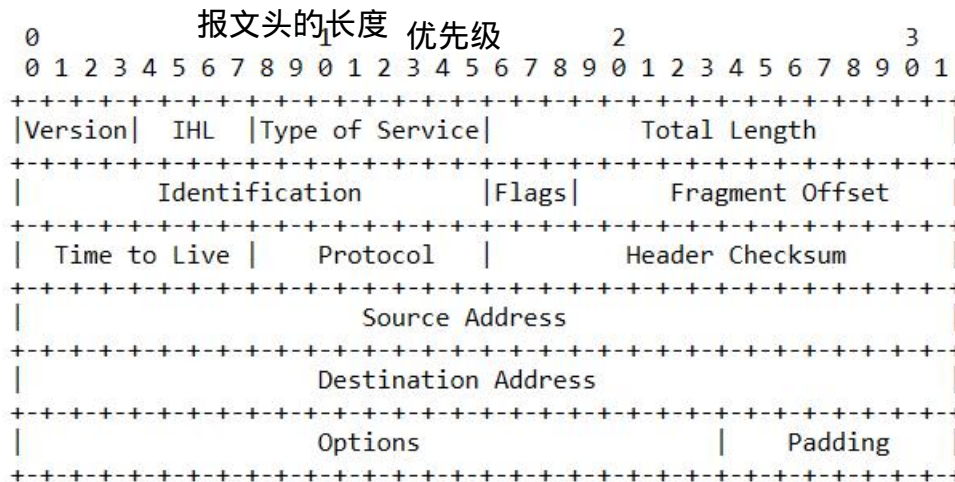 报文头的长度 优先级
0 1 2 3
0 1 2 3 4 5 6 7 8 9 0 1 2 3 4 5 6 7 8 9 0 1 2 3 4 5 6 7 8 9 0 1
+-+-+-+-+-+-+-+-+-+-+-+-+-+-+-+-+-+-+-+-+-+-+-+-+-+-+-+-+-+-+-+-+
|Version| IHL |Type of Service| Total Length |
+-+-+-+-+-+-+-+-+-+-+-+-+-+-+-+-+-+-+-+-+-+-+-+-+-+-+-+-+-+-+-+-+
| Identification |Flags| Fragment Offset |
+-+-+-+-+-+-+-+-+-+-+-+-+-+-+-+-+-+-+-+-+-+-+-+-+-+-+-+-+-+-+-+-+
| Time to Live | Protocol | Header Checksum |
+-+-+-+-+-+-+-+-+-+-+-+-+-+-+-+-+-+-+-+-+-+-+-+-+-+-+-+-+-+-+-+-+
| Source Address |
+-+-+-+-+-+-+-+-+-+-+-+-+-+-+-+-+-+-+-+-+-+-+-+-+-+-+-+-+-+-+-+-+
| Destination Address |
+-+-+-+-+-+-+-+-+-+-+-+-+-+-+-+-+-+-+-+-+-+-+-+-+-+-+-+-+-+-+-+-+
| Options | Padding |
+-+-+-+-+-+-+-+-+-+-+-+-+-+-+-+-+-+-+-+-+-+-+-+-+-+-+-+-+-+-+-+-+